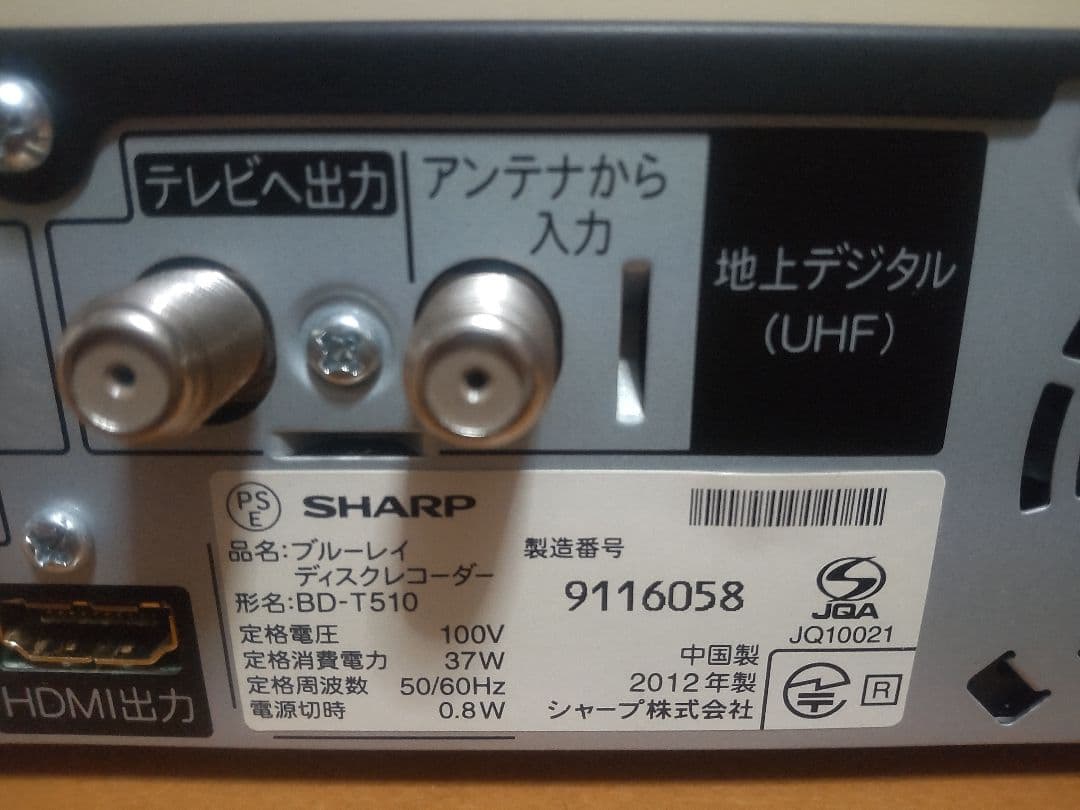 テレビへ出力
アンテナから
入力
地上デジタル
(UHF)
PS
E
SHARP
品名:ブルーレイ
ディスクレコーダー
形名:BD-T510
定格電圧 100V
定格消費電力 37W
定格周波数 50/60Hz
電源切時 0.8W
製造番号
9116058
JQA
JQ10021
中国製
2012年製
シャープ株式会社
R
HDMI出力